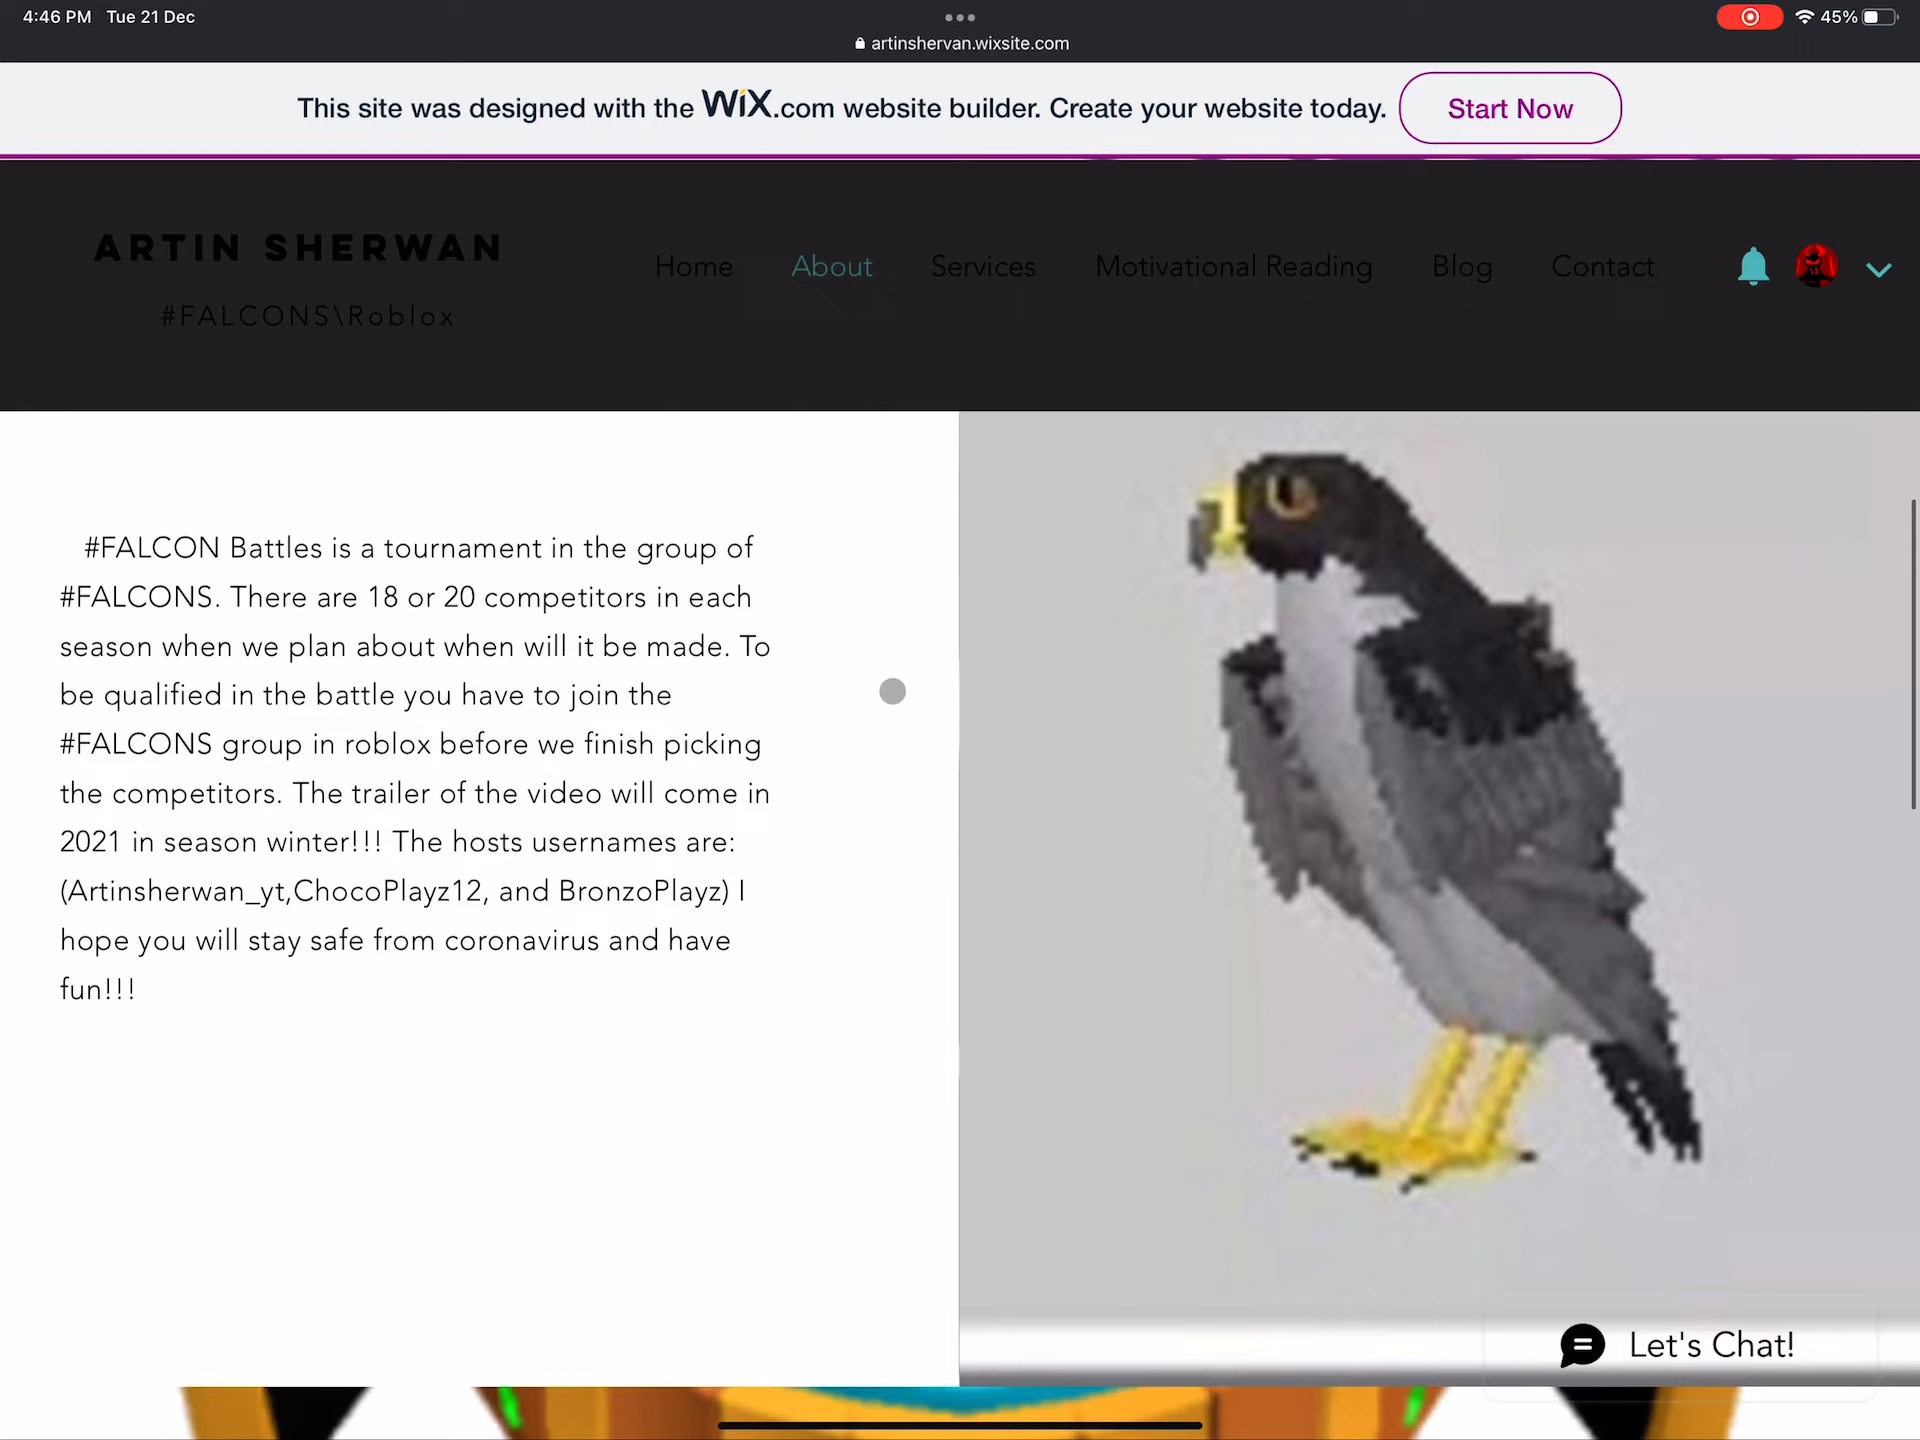 4:46 PM Tue 21 Dec
45%
artinshervan.wixsite.com
This site was designed with the WiX.com website builder. Create your website today. Start Now
ARTIN SHERWAN
#FALCONS\Roblox
Home About Services Motivational Reading Blog Contact
#FALCON Battles is a tournament in the group of
#FALCONS. There are 18 or 20 competitors in each
season when we plan about when will it be made. To
be qualified in the battle you have to join the
#FALCONS group in roblox before we finish picking
the competitors. The trailer of the video will come in
2021 in season winter!!! The hosts usernames are:
(Artinsherwan_yt,ChocoPlayz12, and BronzoPlayz) I
hope you will stay safe from coronavirus and have
fun!!!
Let's Chat!